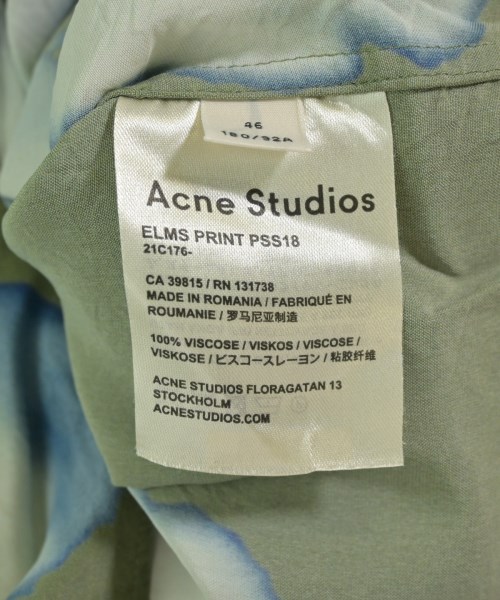 46
180/92A
Acne Studios
ELMS PRINT PSS18
21C176-
CA 39815 / RN 131738
MADE IN ROMANIA / FABRIQUÉ EN
ROUMANIE / 罗马尼亚制造
100% VISCOSE / VISKOS / VISCOSE /
VISKOSE / ビスコースレーヨン / 粘胶纤维
ACNE STUDIOS FLORAGATAN 13
STOCKHOLM
ACNESTUDIOS.COM